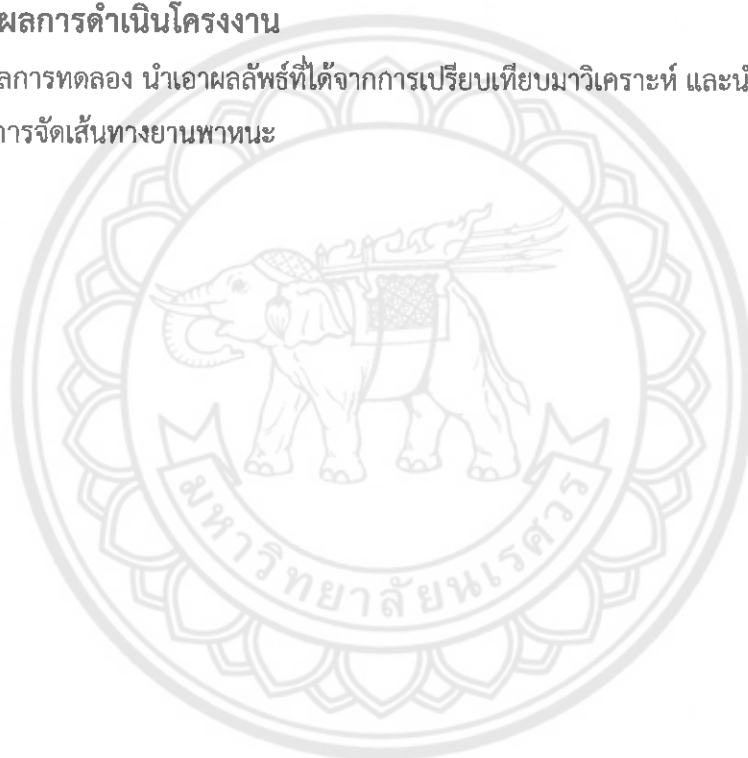 ผลการดำเนินโครงงาน
ลการทดลอง นำเอาผลลัพธ์ที่ได้จากการเปรียบเทียบมาวิเคราะห์ และนำ
การจัดเส้นทางยานพาหนะ
มหาวิทยาลัยนเรศวร